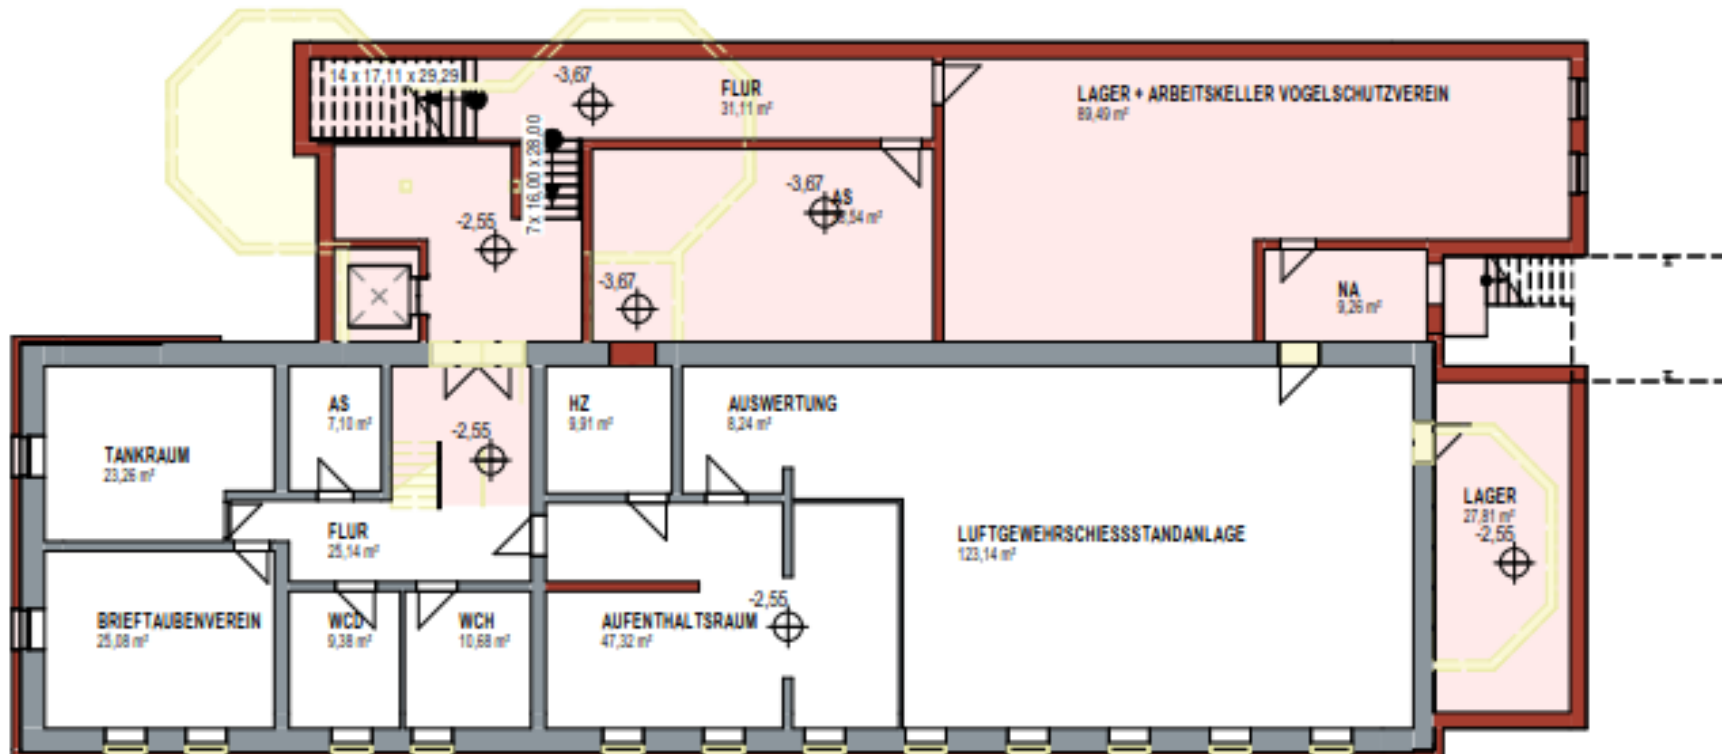 14 x 17,11 x 29,29
-3,67
FLUR
31,11 m²
LAGER + ARBEITSKELLER VOGELSCHUTZVEREIN
89,49 m²
7 x 16,00 x 28,00
-3,67
AS
-2,55
-3,67
NA
9,26 m²
AS
7,10 m²
-2,55
HZ
9,91 m²
AUSWERTUNG
8,24 m²
TANKRAUM
23,26 m²
LAGER
27,81 m²
-2,55
FLUR
25,14 m²
LUFTGEWEHRSCHIESSSTANDANLAGE
123,14 m²
BRIEFTAUBENVEREIN
25,08 m²
WCD
9,38 m²
WCH
10,68 m²
-2,55
AUFENTHALTSRAUM
47,32 m²